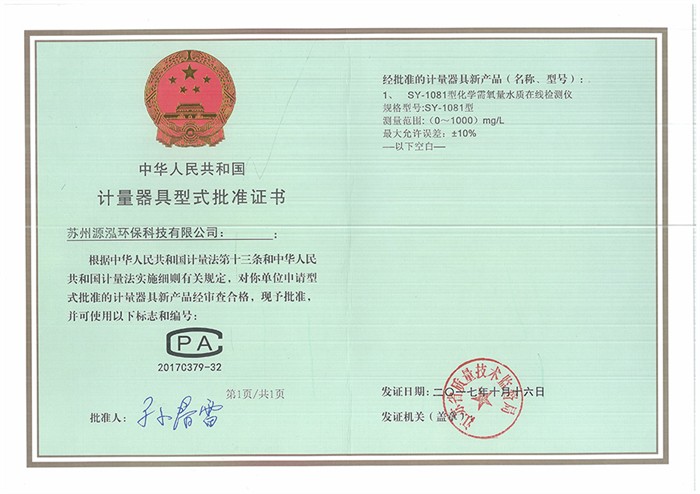 中华人民共和国
计量器具型式批准证书
苏州源泓环保科技有限公司：
根据中华人民共和国计量法第十三条和中华人民
共和国计量法实施细则有关规定，对你单位申请型
式批准的计量器具新产品经审查合格，现予批准，
并可使用以下标志和编号：
CPA
2017C379-32
第1页/共1页
批准人：
经批准的计量器具新产品（名称、型号）：
1、 SY-1081型化学需氧量水质在线检测仪
规格型号:SY-1081型
测量范围:（0～1000）mg/L
最大允许误差：±10%
——以下空白——
发证日期:二〇一七年十月十六日
发证机关（盖章）
江苏省质量技术监督局